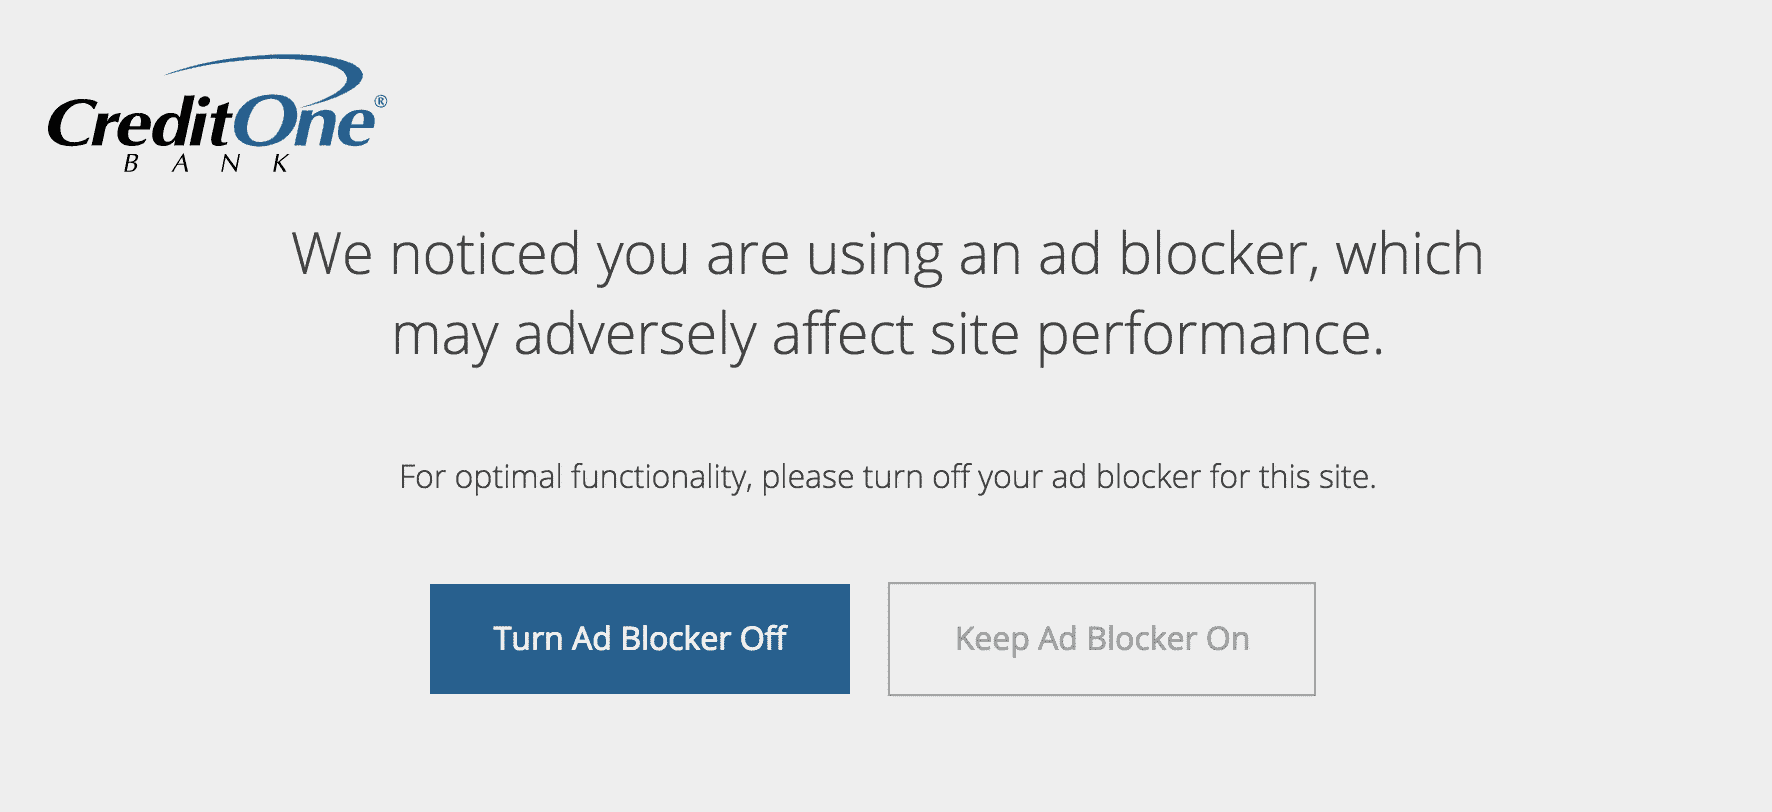 CreditOne®
BANK
We noticed you are using an ad blocker, which
may adversely affect site performance.
For optimal functionality, please turn off your ad blocker for this site.
Turn Ad Blocker Off
Keep Ad Blocker On